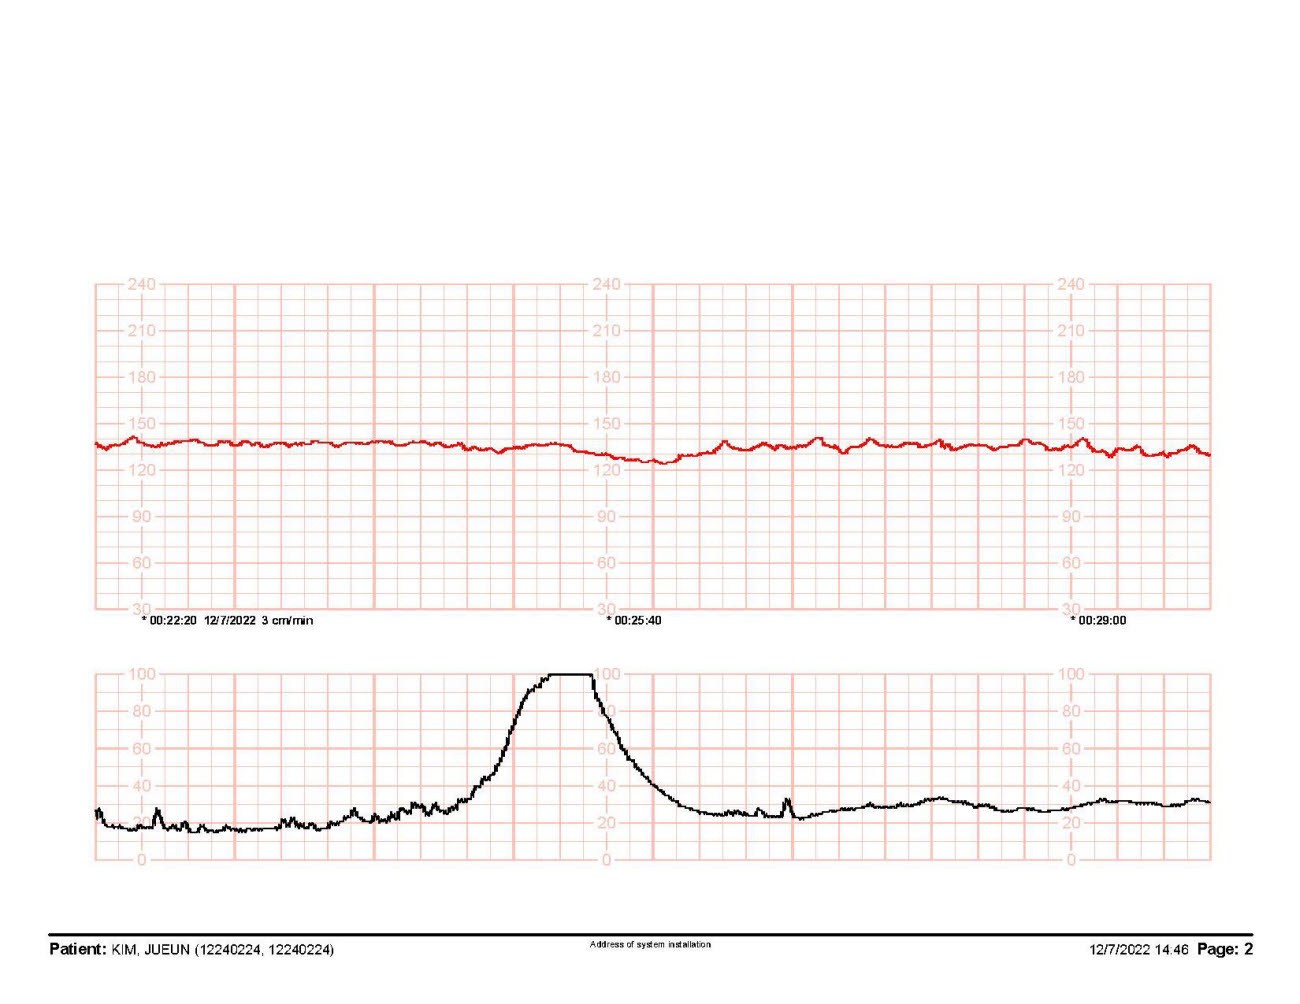 240 240 240
210 210 210
180 180 180
150 150 150
120 120 120
90 90 90
60 60 60
30 30 30
* 00:22:20 12/7/2022 3 cm/min * 00:25:40 * 00:29:00
100 100 100
80 80 80
60 60 60
40 40 40
20 20 20
0 0 0
Patient: KIM, JUEUN (12240224, 12240224) Address of system installation 12/7/2022 14:46 Page: 2